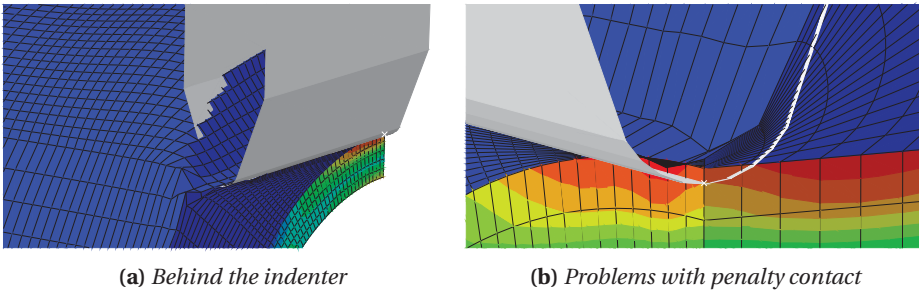 (a) Behind the indenter
(b) Problems with penalty contact